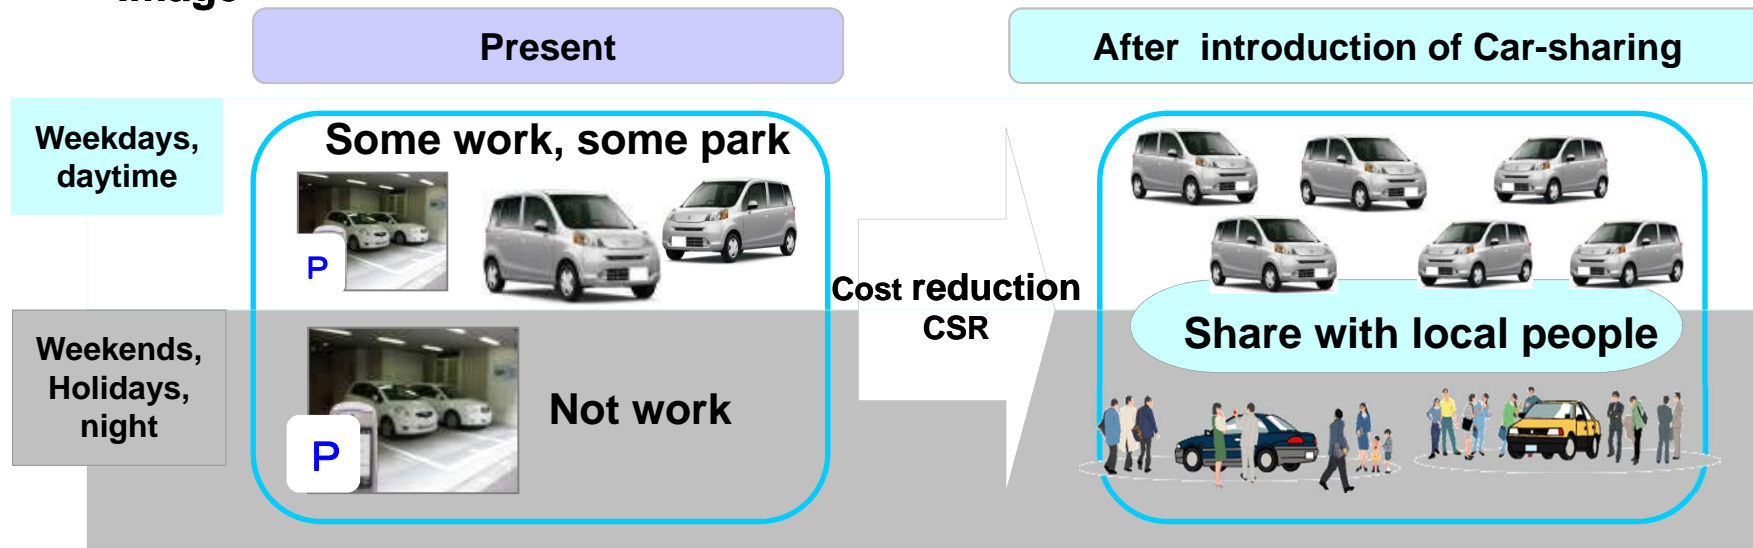 Image
Present
After introduction of Car-sharing
Weekdays,
daytime
Some work, some park
P
Cost reduction
CSR
Share with local people
Weekends,
Holidays,
night
Not work
P